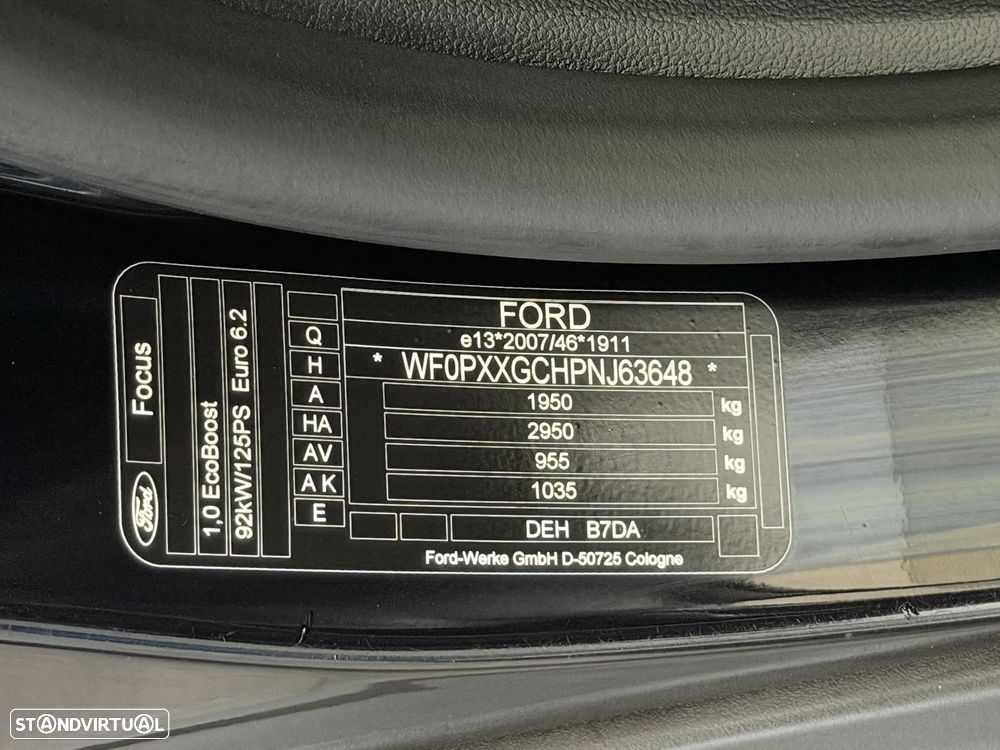 Focus
Ford
1,0 EcoBoost
92kW/125PS Euro 6.2
Q
H
A
HA
AV
A K
E
FORD
e13*2007/46*1911
* WF0PXXGCHPNJ63648 *
1950 kg
2950 kg
955 kg
1035 kg
DEH B7DA
Ford-Werke GmbH D-50725 Cologne
STANDVIRTUAL